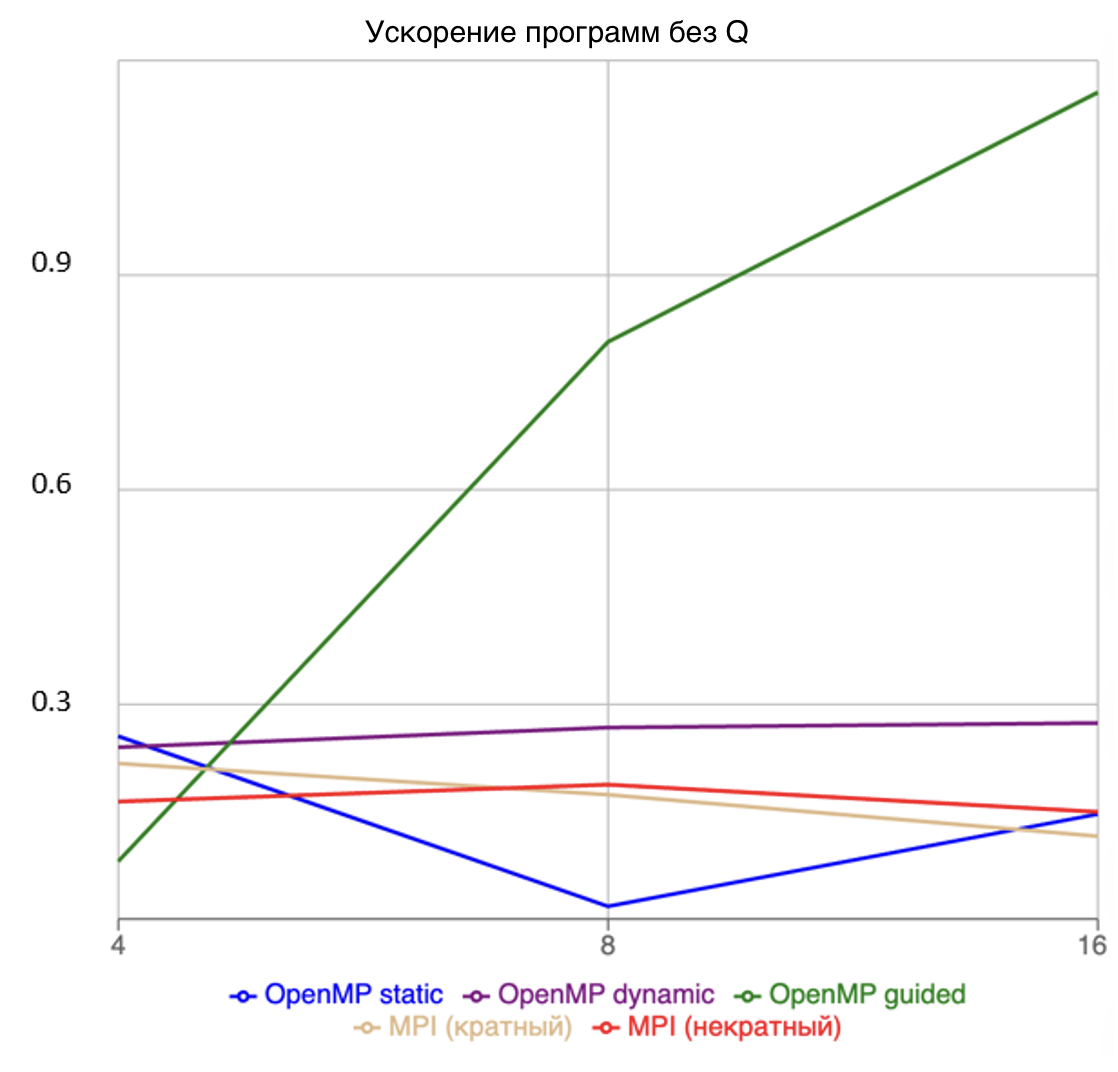 Ускорение программ без Q
0.9
0.6
0.3
4 8 16
OpenMP static OpenMP dynamic OpenMP guided
MPI (кратный) MPI (некратный)